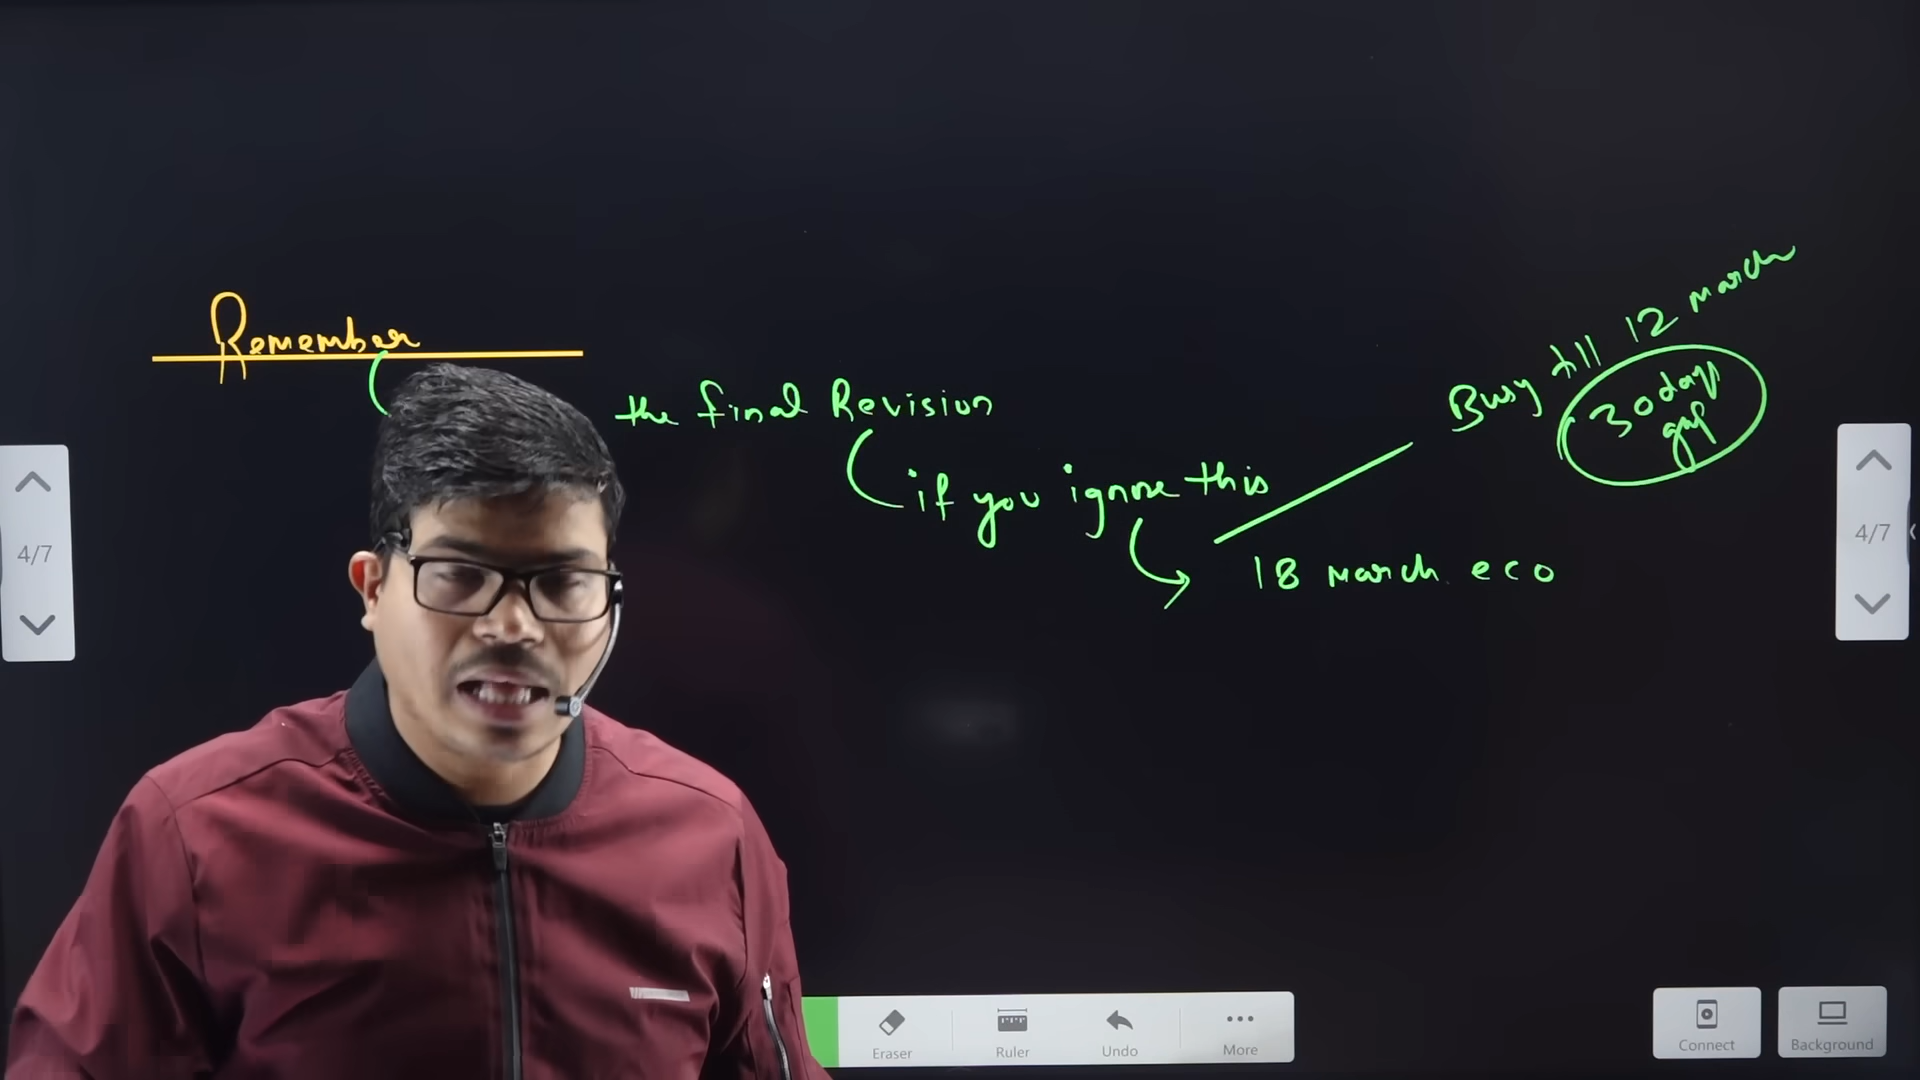 Remember
the final Revision
Busy till 12 march
30 days
gap
if you ignore this
18 march eco
4/7
4/7
Eraser
Ruler
Undo
More
Connect
Background